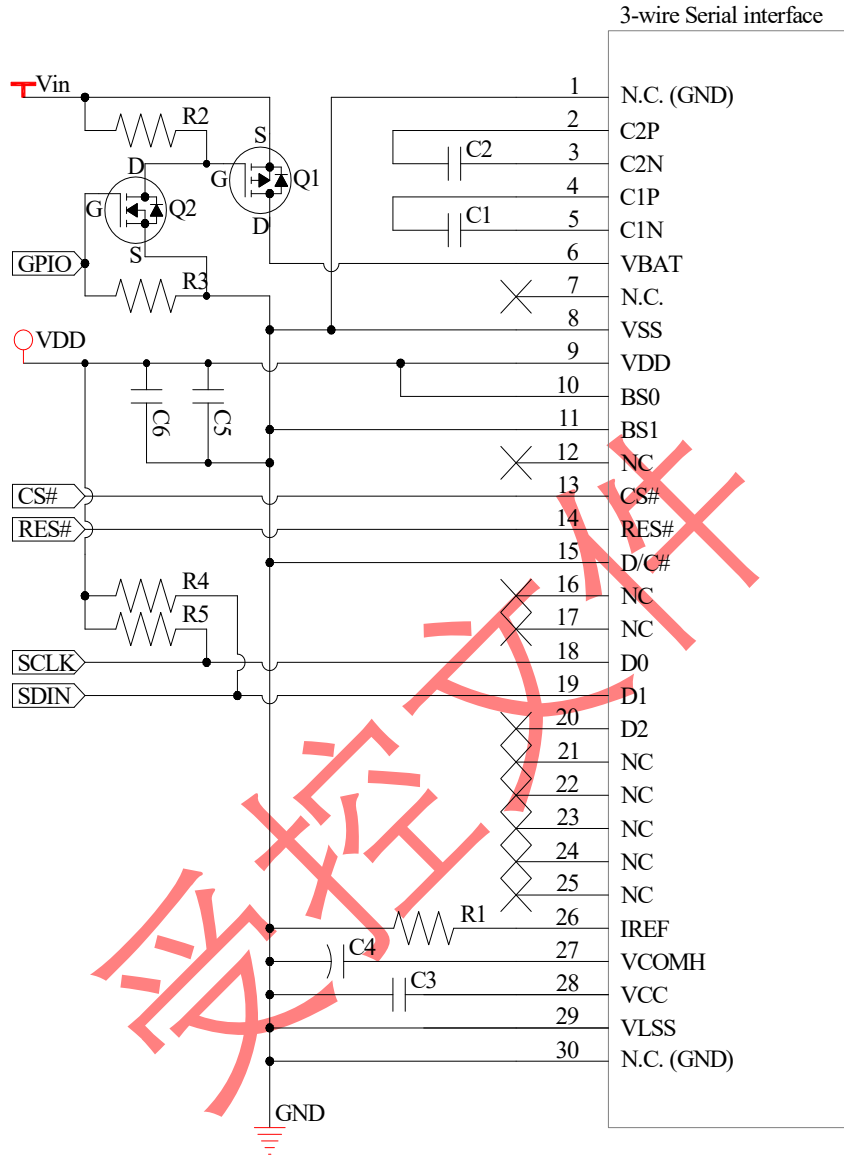 3-wire Serial interface
Vin
R2
S
D
G
Q1
G
Q2
D
S
GPIO
R3
VDD
C6
C5
CS#
RES#
R4
R5
SCLK
SDIN
C2
C1
R1
C4
C3
GND
1 N.C. (GND)
2 C2P
3 C2N
4 C1P
5 C1N
6 VBAT
7 N.C.
8 VSS
9 VDD
10 BS0
11 BS1
12 NC
13 CS#
14 RES#
15 D/C#
16 NC
17 NC
18 D0
19 D1
20 D2
21 NC
22 NC
23 NC
24 NC
25 NC
26 IREF
27 VCOMH
28 VCC
29 VLSS
30 N.C. (GND)
受控文件